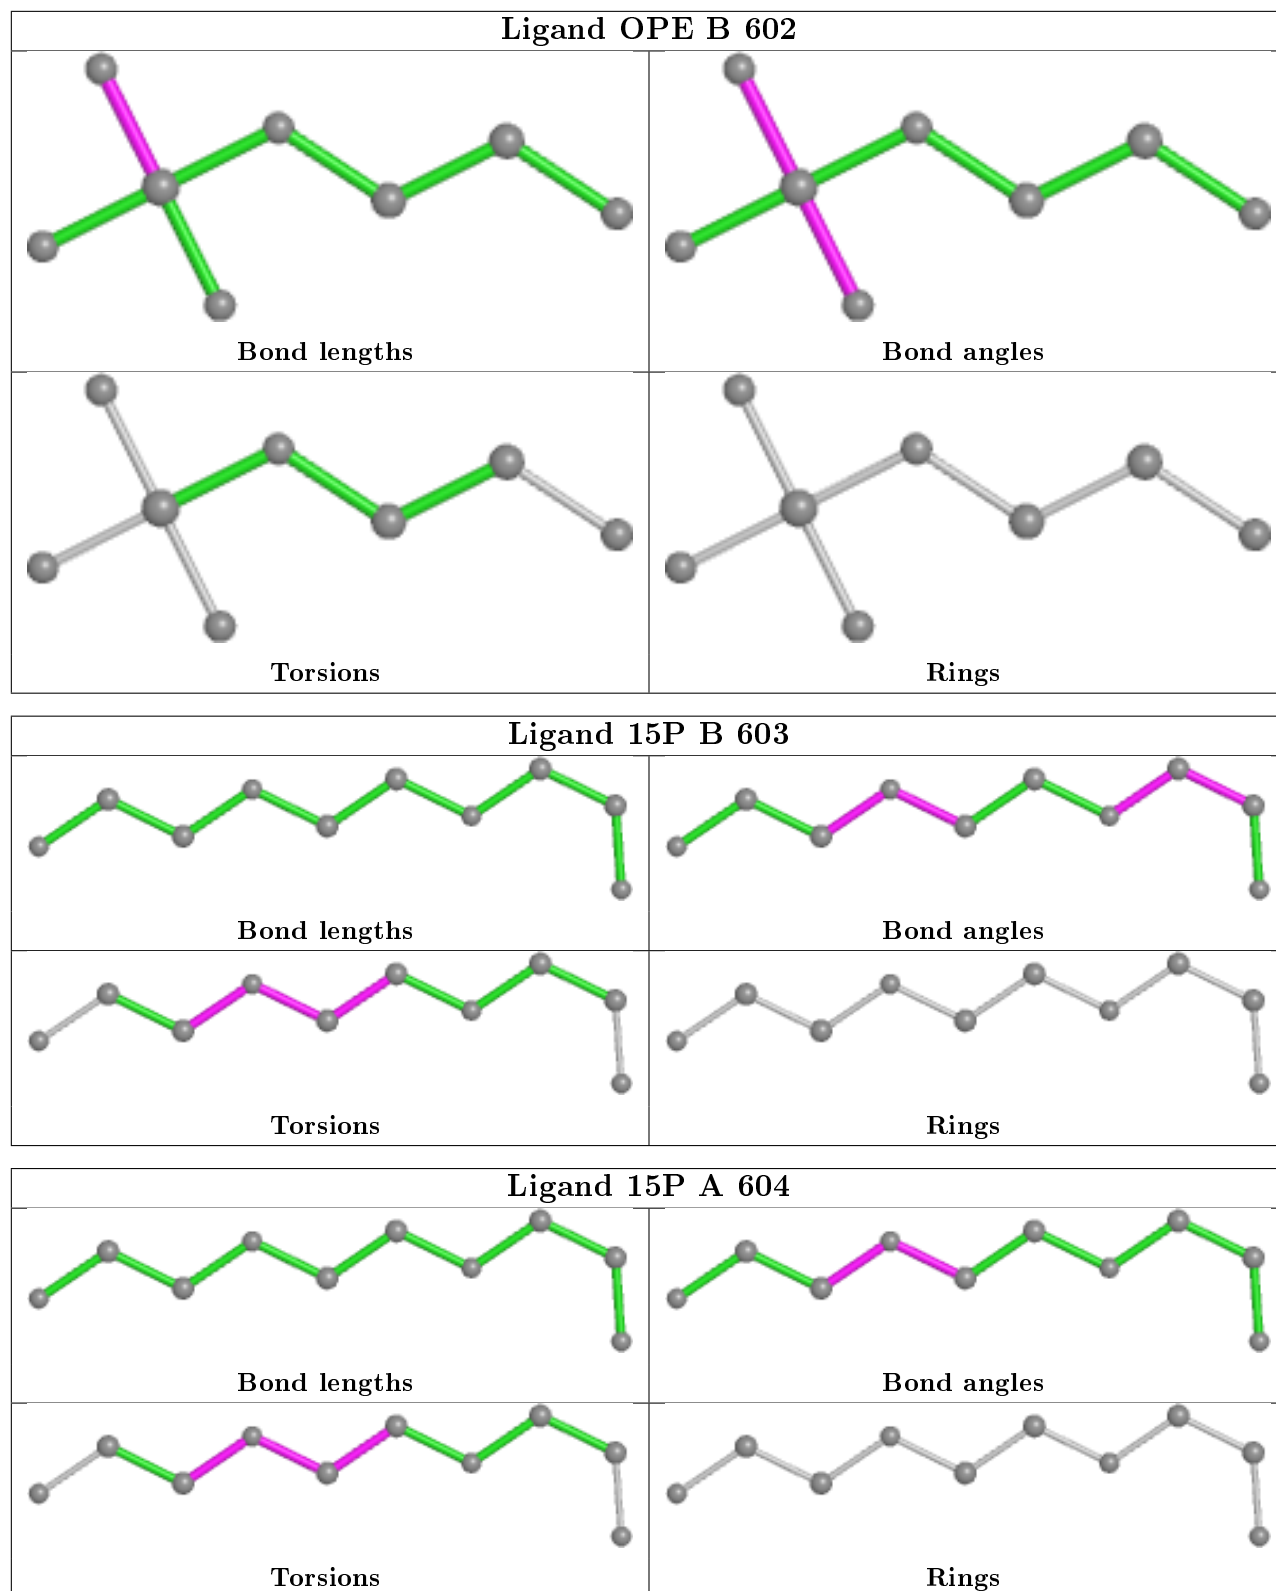 Ligand OPE B 602
Bond lengths
Bond angles
Torsions
Rings
Ligand 15P B 603
Bond lengths
Bond angles
Torsions
Rings
Ligand 15P A 604
Bond lengths
Bond angles
Torsions
Rings